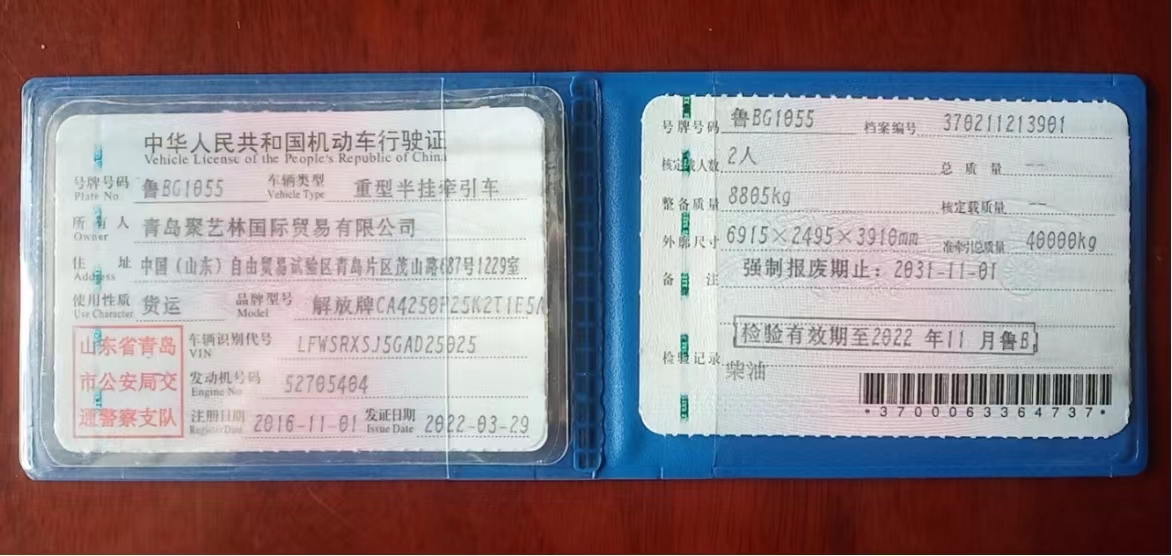 中华人民共和国机动车行驶证
Vehicle License of the People's Republic of China
号牌号码 鲁BG1055 车辆类型 重型半挂牵引车
Plate No. Vehicle Type
所有人 青岛聚艺林国际贸易有限公司
Owner
住址 中国（山东）自由贸易试验区青岛片区茂山路687号1229室
Address
使用性质 货运 品牌型号 解放牌CA4250P25K2T1E5A
Use Character Model
山东省青岛
市公安局交
通警察支队
车辆识别代号 LFWSRXSJ5GAD25025
VIN
发动机号码 52705404
Engine No.
注册日期 2016-11-01 发证日期 2022-03-29
Register Date Issue Date
号牌号码 鲁BG1055 档案编号 370211213901
核定载人数 2人 总质量 --
整备质量 8805kg 核定载质量 --
外廓尺寸 6915×2495×3910mm 准牵引总质量 40000kg
备注 强制报废期止：2031-11-01
检验有效期至2022年11月鲁B
检验记录
柴油
*3700063364737*